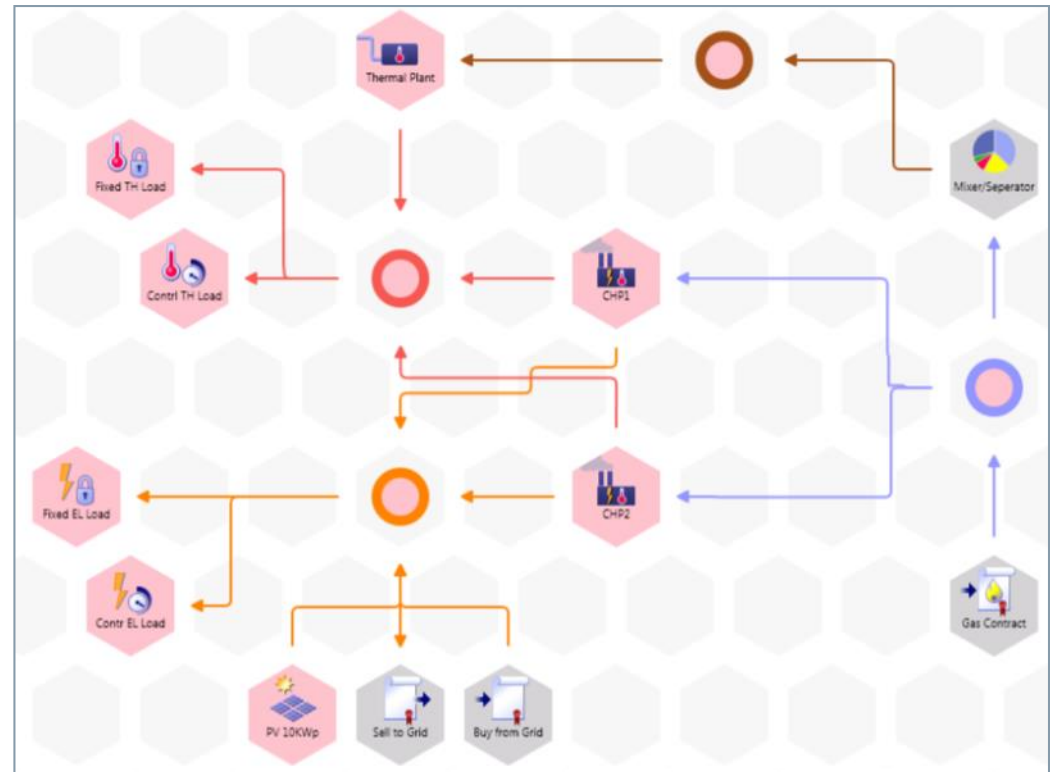 Thermal Plant
Fixed TH Load
Mixer/Seperator
Contrl TH Load
CHP1
Fixed EL Load
CHP2
Contr EL Load
Gas Contract
PV 10KWp
Sell to Grid
Buy from Grid